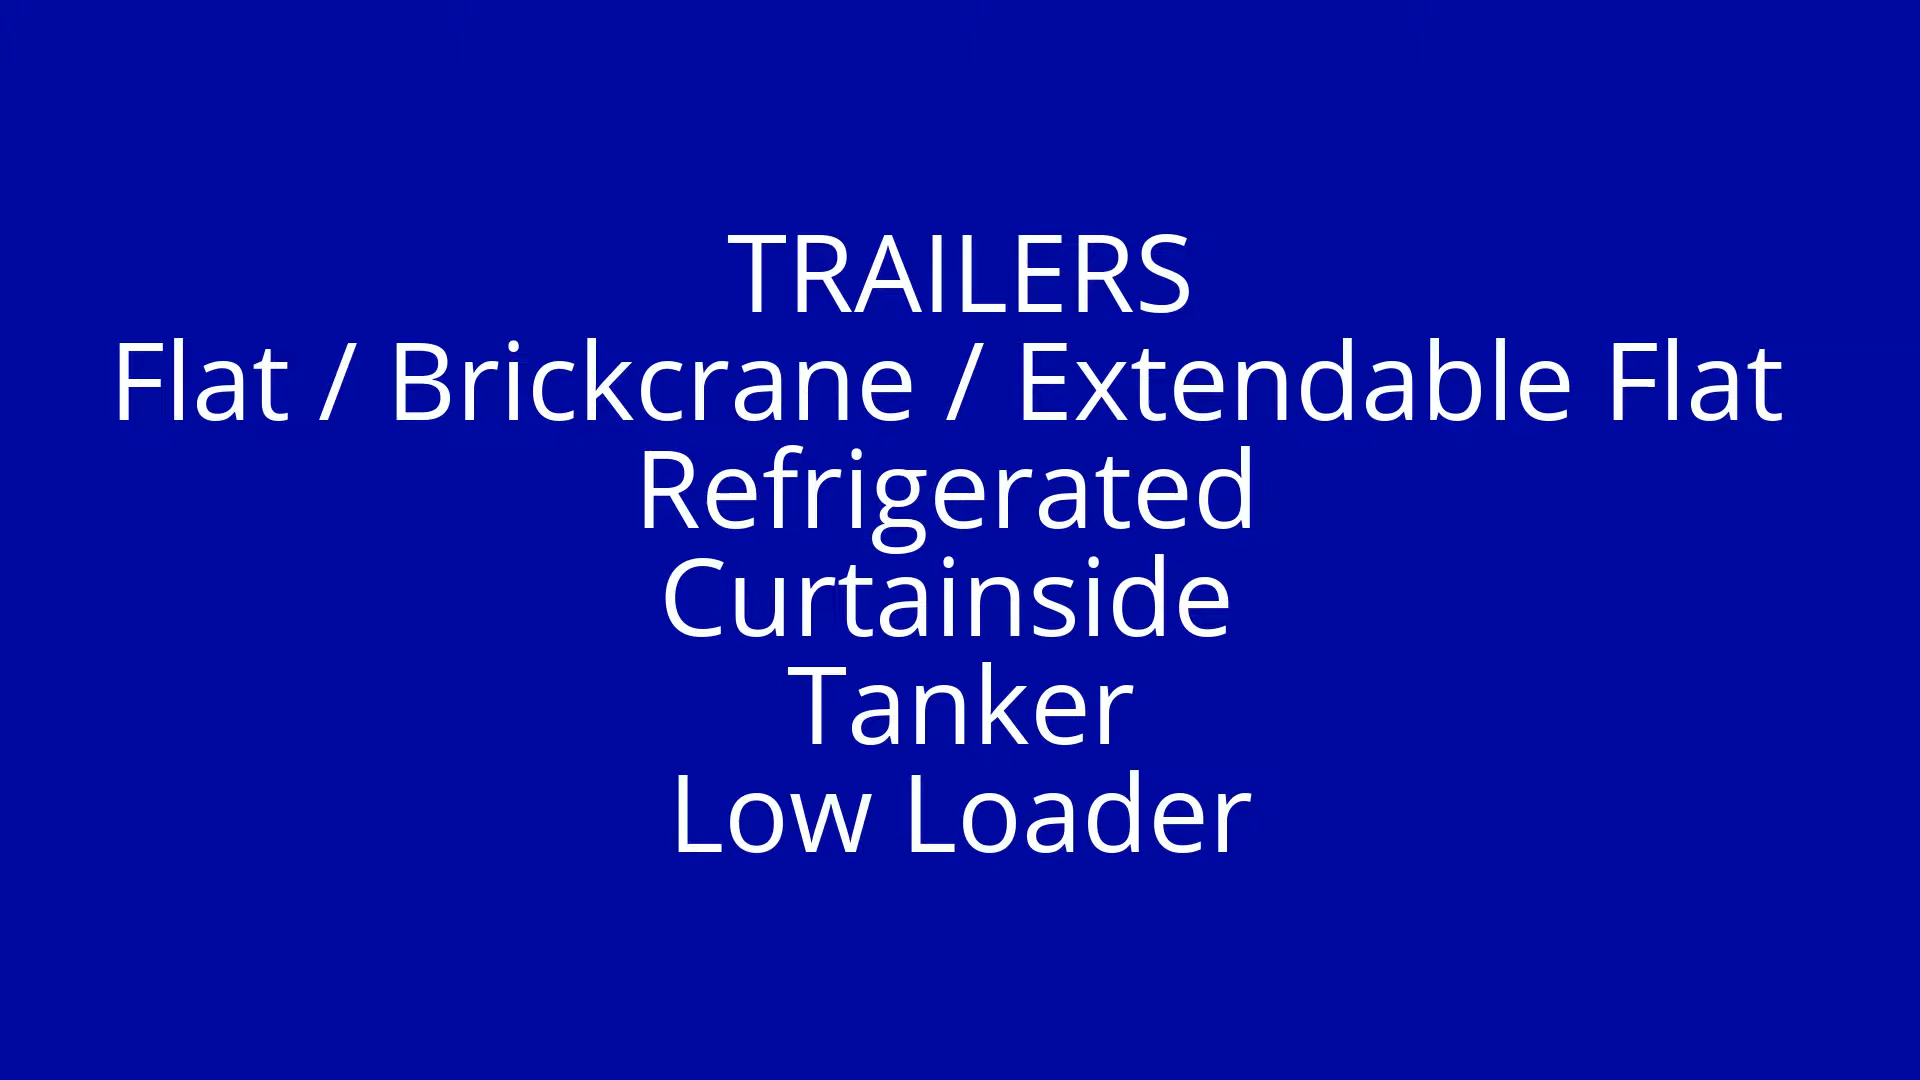 TRAILERS
Flat / Brickcrane / Extendable Flat
Refrigerated
Curtainside
Tanker
Low Loader